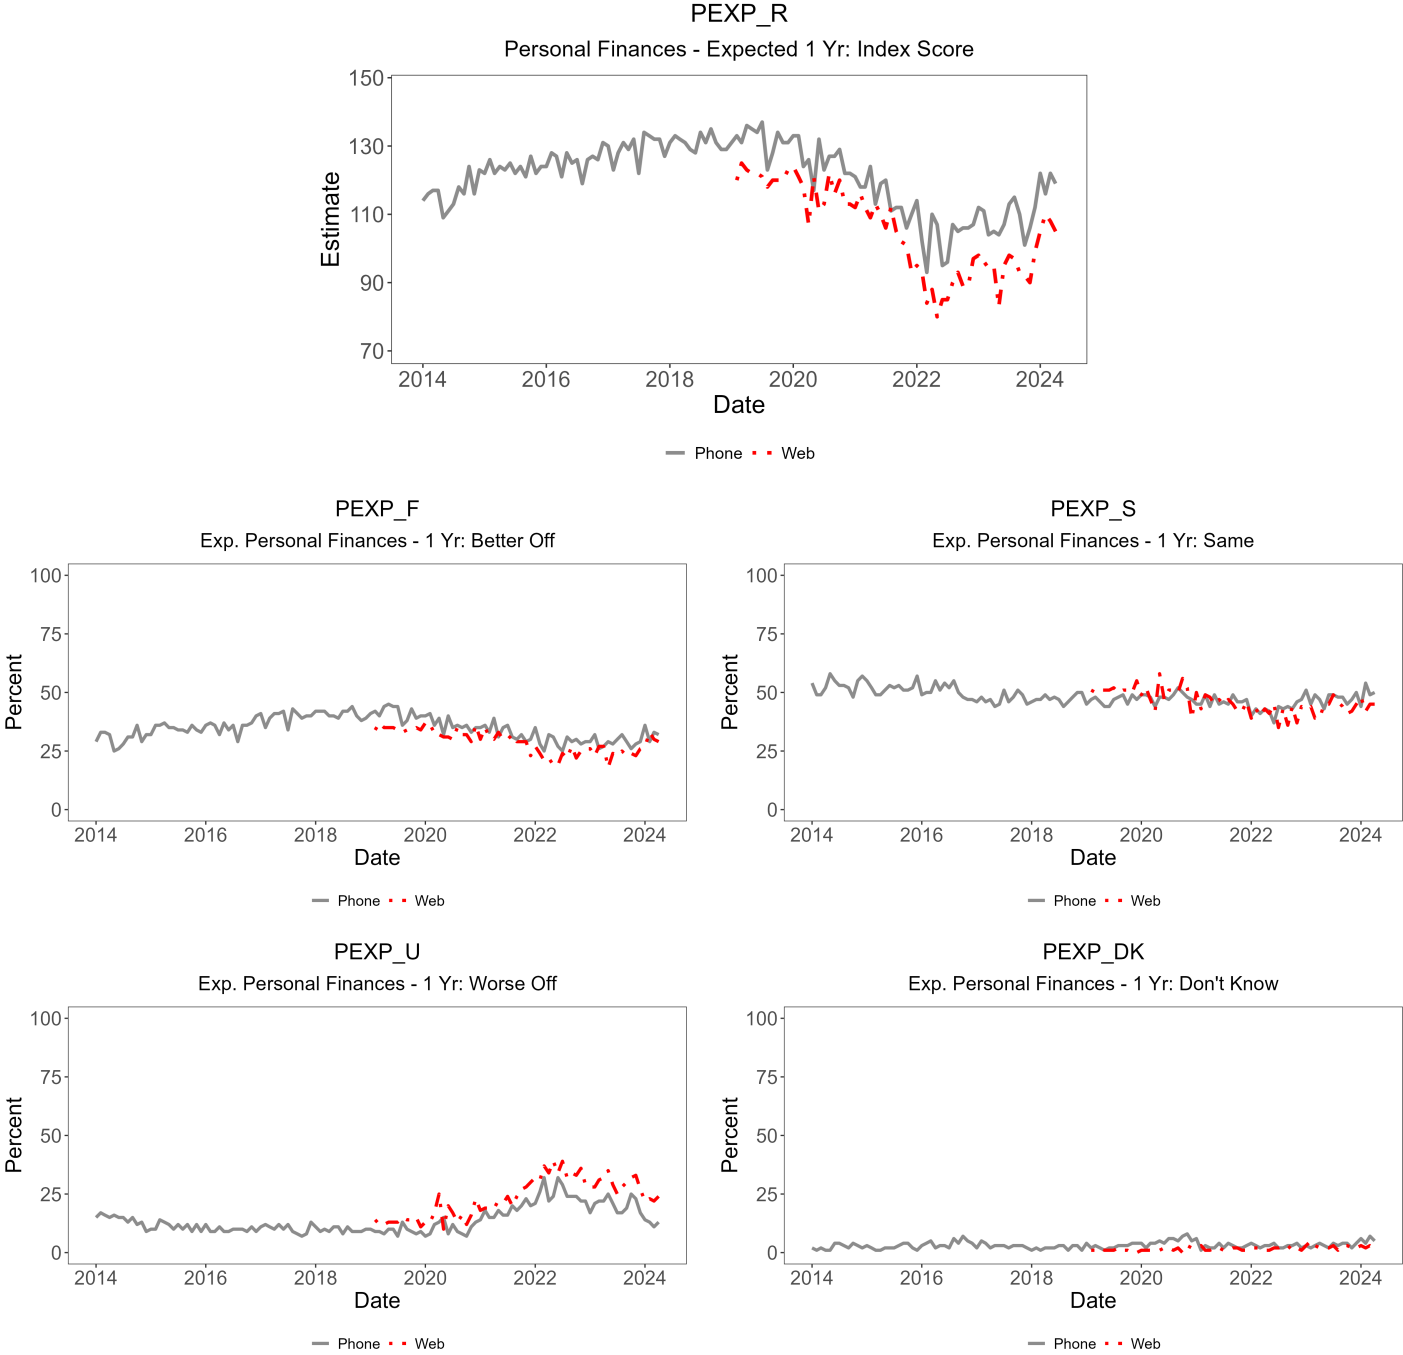 PEXP_R
Personal Finances - Expected 1 Yr: Index Score
Estimate
150
130
110
90
70
2014 2016 2018 2020 2022 2024
Date
Phone Web
PEXP_F
Exp. Personal Finances - 1 Yr: Better Off
Percent
100
75
50
25
0
2014 2016 2018 2020 2022 2024
Date
Phone Web
PEXP_S
Exp. Personal Finances - 1 Yr: Same
Percent
100
75
50
25
0
2014 2016 2018 2020 2022 2024
Date
Phone Web
PEXP_U
Exp. Personal Finances - 1 Yr: Worse Off
Percent
100
75
50
25
0
2014 2016 2018 2020 2022 2024
Date
Phone Web
PEXP_DK
Exp. Personal Finances - 1 Yr: Don't Know
Percent
100
75
50
25
0
2014 2016 2018 2020 2022 2024
Date
Phone Web